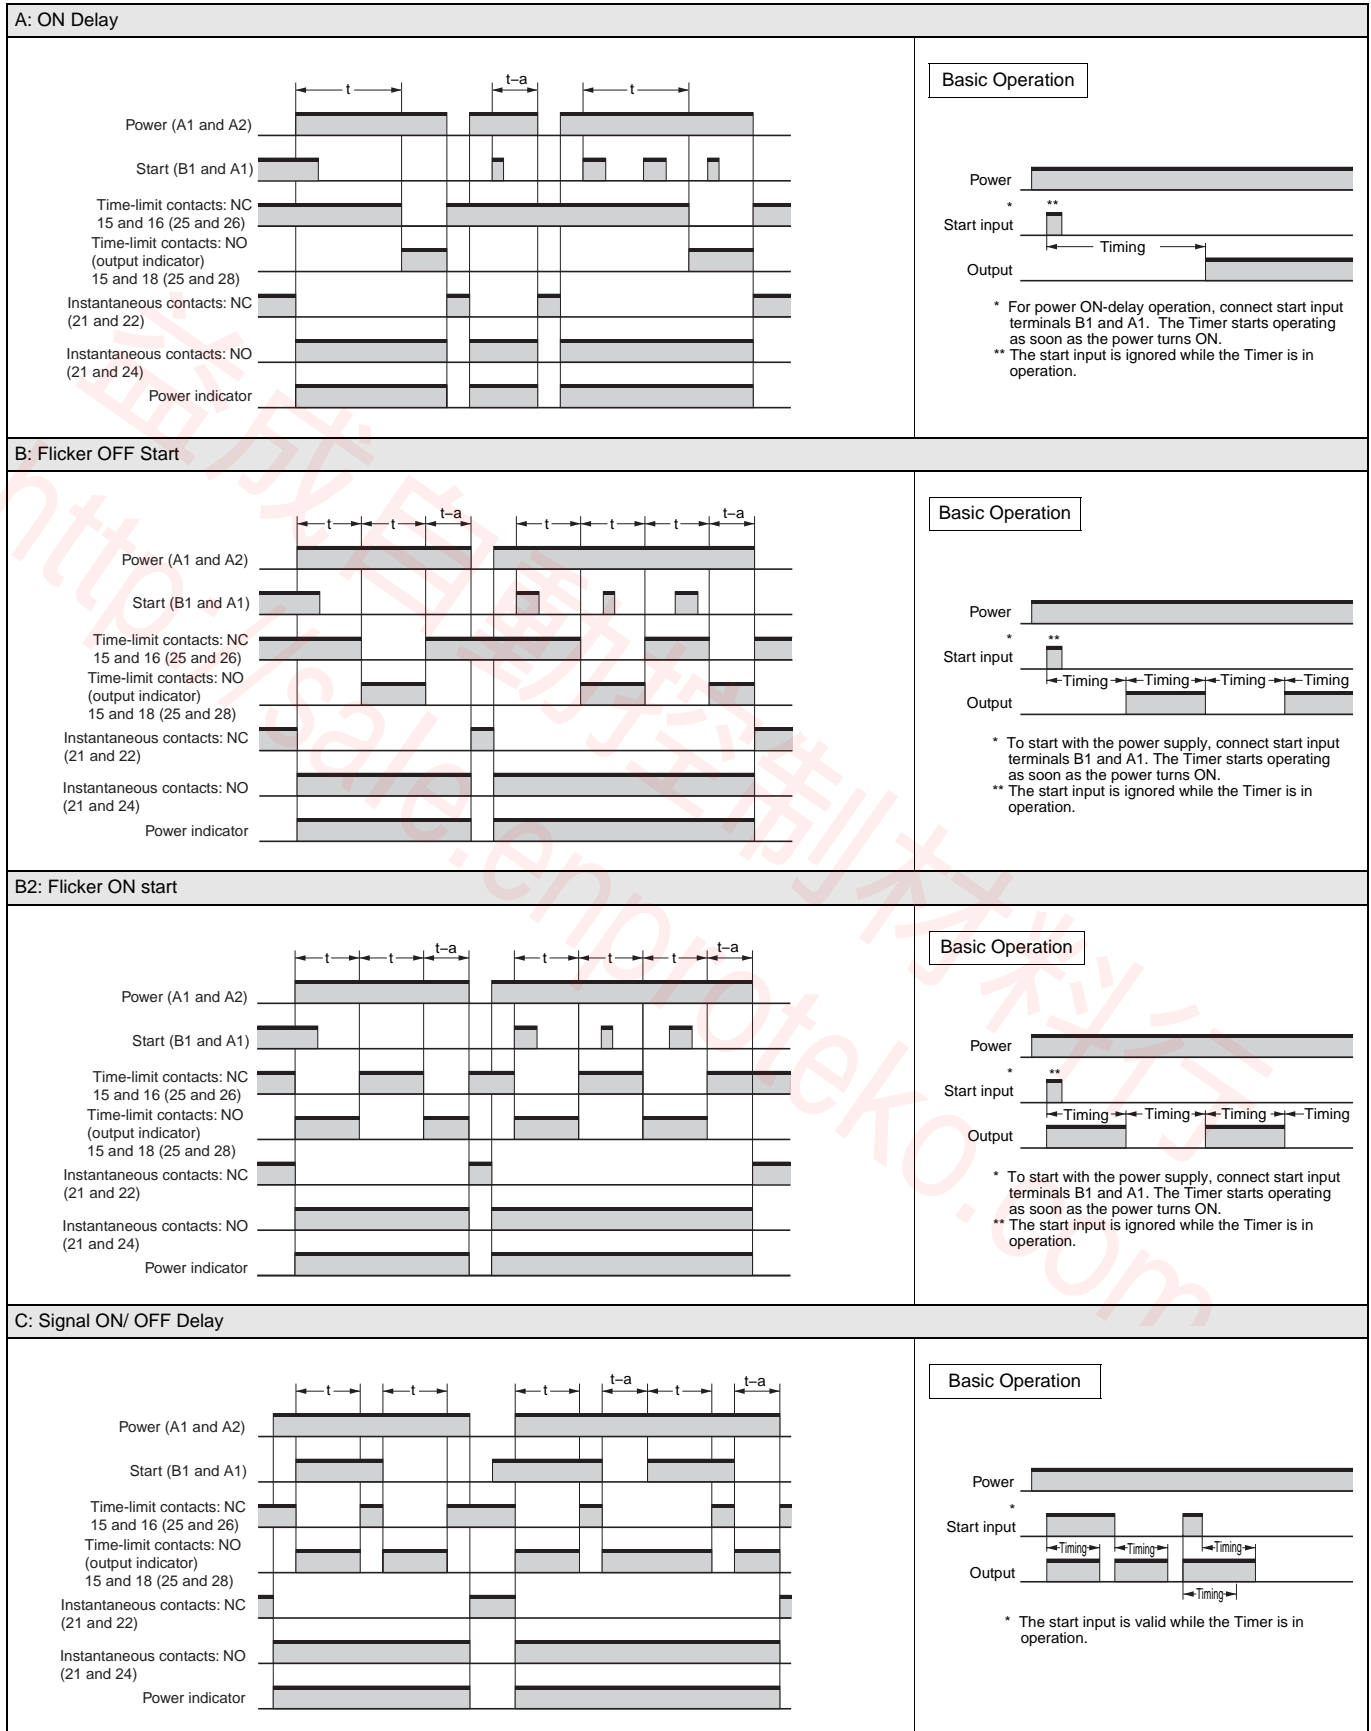 A: ON Delay
t
t–a
t
Power (A1 and A2)
Start (B1 and A1)
Time-limit contacts: NC
15 and 16 (25 and 26)
Time-limit contacts: NO
(output indicator)
15 and 18 (25 and 28)
Instantaneous contacts: NC
(21 and 22)
Instantaneous contacts: NO
(21 and 24)
Power indicator
Basic Operation
Power
*
**
Start input
Timing
Output
* For power ON-delay operation, connect start input
terminals B1 and A1. The Timer starts operating
as soon as the power turns ON.
** The start input is ignored while the Timer is in
operation.
B: Flicker OFF Start
t
t
t–a
t
t
t
t–a
Power (A1 and A2)
Start (B1 and A1)
Time-limit contacts: NC
15 and 16 (25 and 26)
Time-limit contacts: NO
(output indicator)
15 and 18 (25 and 28)
Instantaneous contacts: NC
(21 and 22)
Instantaneous contacts: NO
(21 and 24)
Power indicator
Basic Operation
Power
*
**
Start input
Timing Timing Timing Timing
Output
* To start with the power supply, connect start input
terminals B1 and A1. The Timer starts operating
as soon as the power turns ON.
** The start input is ignored while the Timer is in
operation.
B2: Flicker ON start
t
t
t–a
t
t
t
t–a
Power (A1 and A2)
Start (B1 and A1)
Time-limit contacts: NC
15 and 16 (25 and 26)
Time-limit contacts: NO
(output indicator)
15 and 18 (25 and 28)
Instantaneous contacts: NC
(21 and 22)
Instantaneous contacts: NO
(21 and 24)
Power indicator
Basic Operation
Power
*
**
Start input
Timing Timing Timing Timing
Output
* To start with the power supply, connect start input
terminals B1 and A1. The Timer starts operating
as soon as the power turns ON.
** The start input is ignored while the Timer is in
operation.
C: Signal ON/ OFF Delay
t
t
t
t–a
t
t–a
Power (A1 and A2)
Start (B1 and A1)
Time-limit contacts: NC
15 and 16 (25 and 26)
Time-limit contacts: NO
(output indicator)
15 and 18 (25 and 28)
Instantaneous contacts: NC
(21 and 22)
Instantaneous contacts: NO
(21 and 24)
Power indicator
Basic Operation
Power
*
Start input
Timing Timing Timing
Output
Timing
* The start input is valid while the Timer is in
operation.
益成自動控制材料行
http://sale.enproteko.com